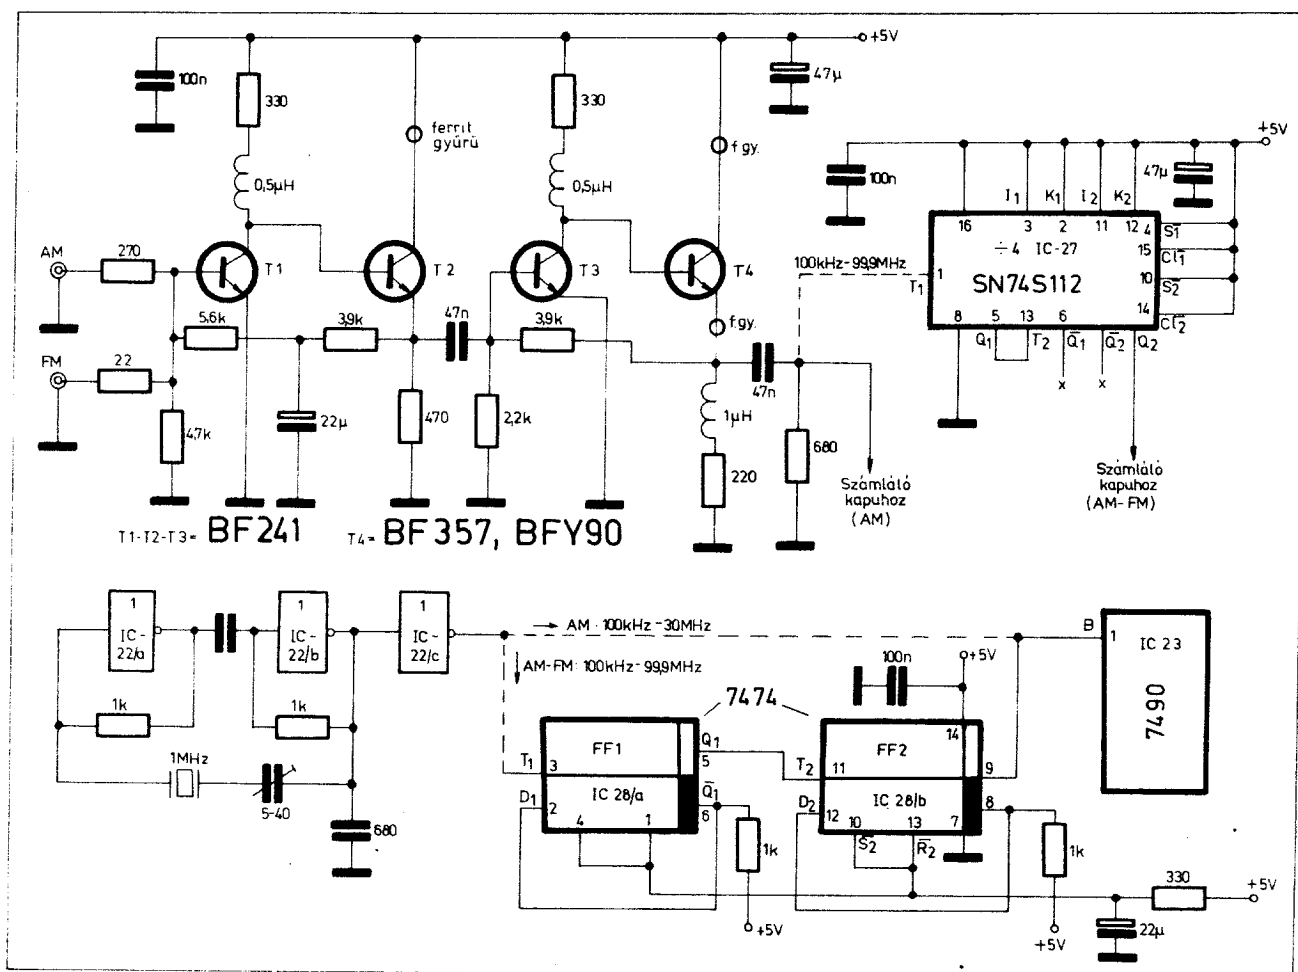 +5V
100n
330
ferrit
gyűrű
330
47µ
f.gy.
0,5µH
0,5µH
AM
270
T1
T2
T3
T4
47n
5,6k
3,9k
3,9k
f.gy.
FM
22
4,7k
22µ
470
2,2k
47n
1µH
220
680
Számláló
kapuhoz
(AM)
100kHz-99,9MHz
+5V
100n
47µ
I1 K1 I2 K2
16 3 2 11 12
4 S1
÷4 IC-27
15 Cl1
SN74S112
T1 1
10 S2
14 Cl2
8 5 13 6 9
Q1 T2 Q̄1 Q̄2 Q2
x x
Számláló
kapuhoz
(AM-FM)
T1-T2-T3= BF241
T4= BF357, BFY90
1
IC-
22/a
1
IC-
22/b
1
IC-
22/c
→ AM: 100kHz-30MHz
↓ AM-FM: 100kHz-99,9MHz
1k
1k
1MHz
5-40
680
7474
100n
+5V
FF1
T1 3
Q1
5
IC 28/a
D1
2
Q̄1
6
4 1
1k
+5V
FF2
14
T2 11
9
IC 28/b
D2
12
8
10 13 7
S̄2 R̄2
1k
+5V
B
1
IC 23
7490
330
+5V
22µ